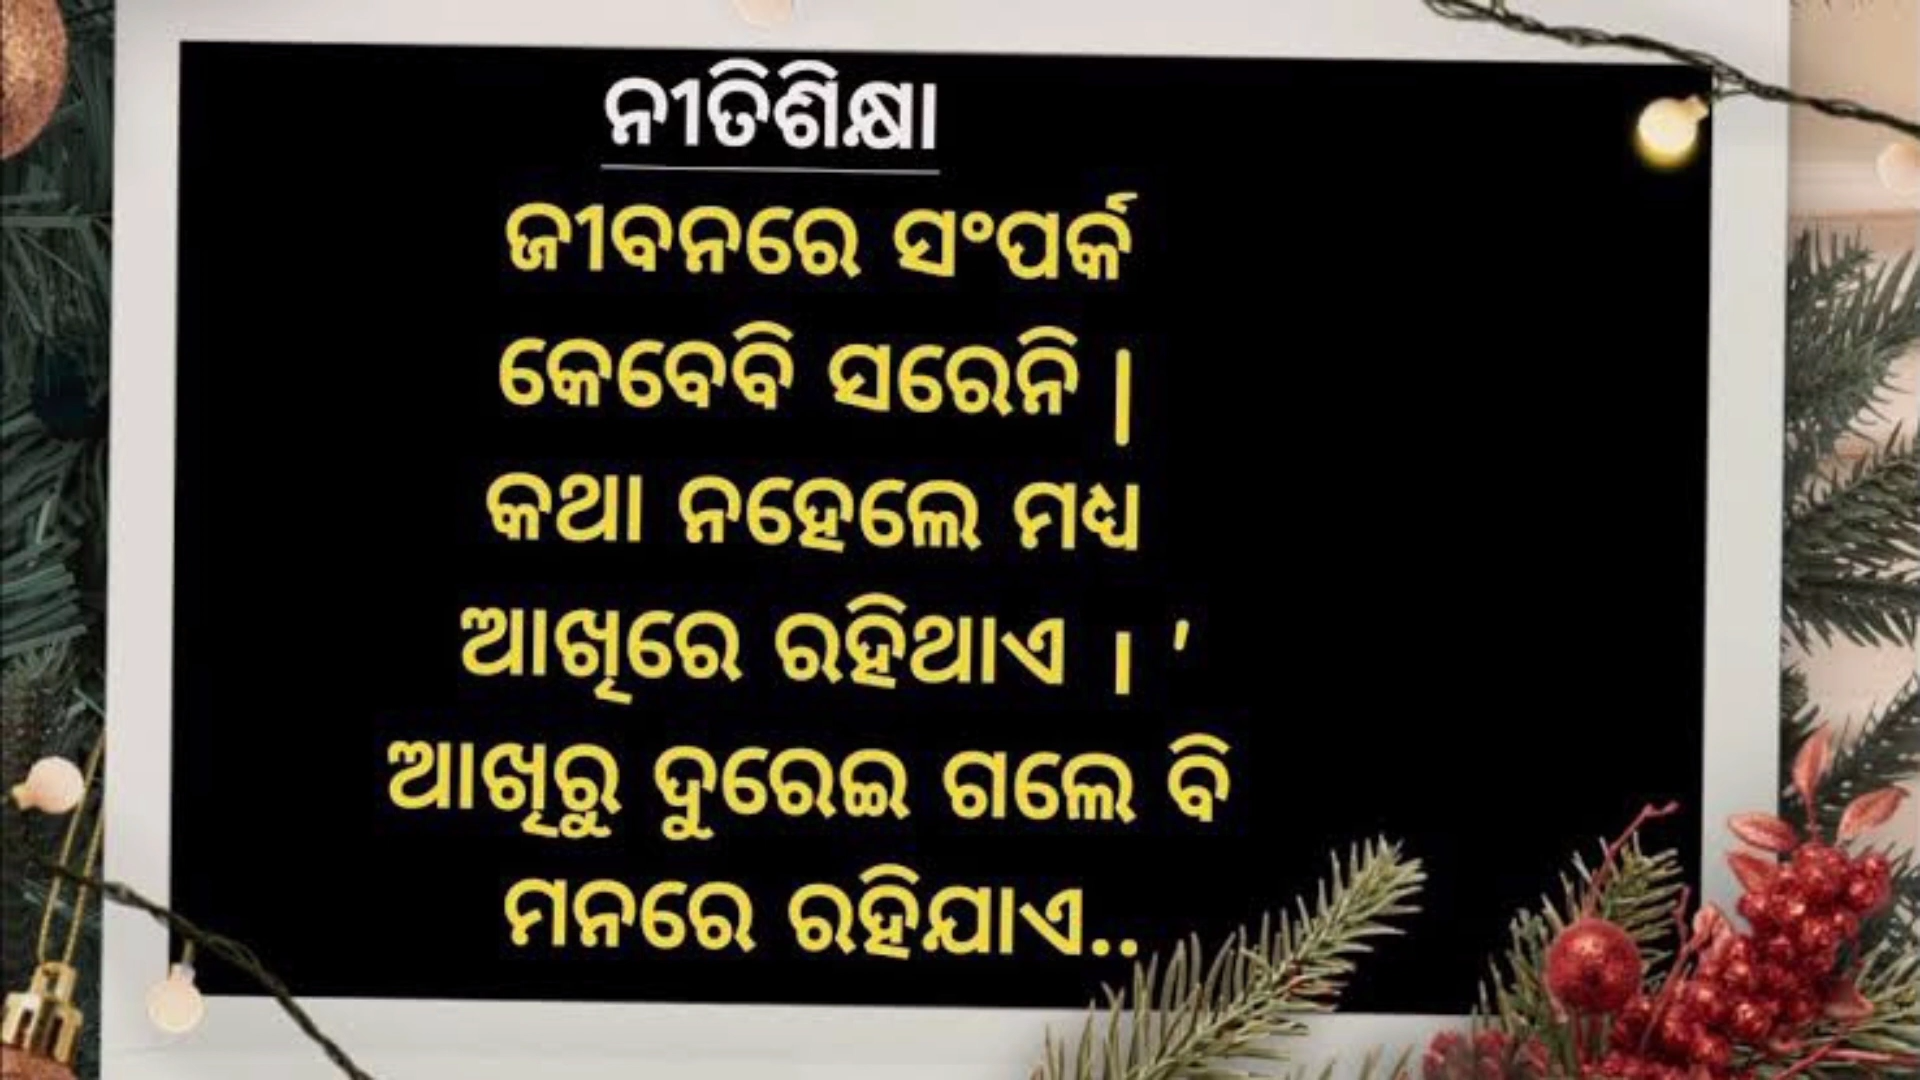 ନୀତିଶିକ୍ଷା
ଜୀବନରେ ସଂପର୍କ
କେବେବି ସରେନି |
କଥା ନହେଲେ ମଧ୍ୟ
ଆଖିରେ ରହିଥାଏ । '
ଆଖିରୁ ଦୁରେଇ ଗଲେ ବି
ମନରେ ରହିଯାଏ..